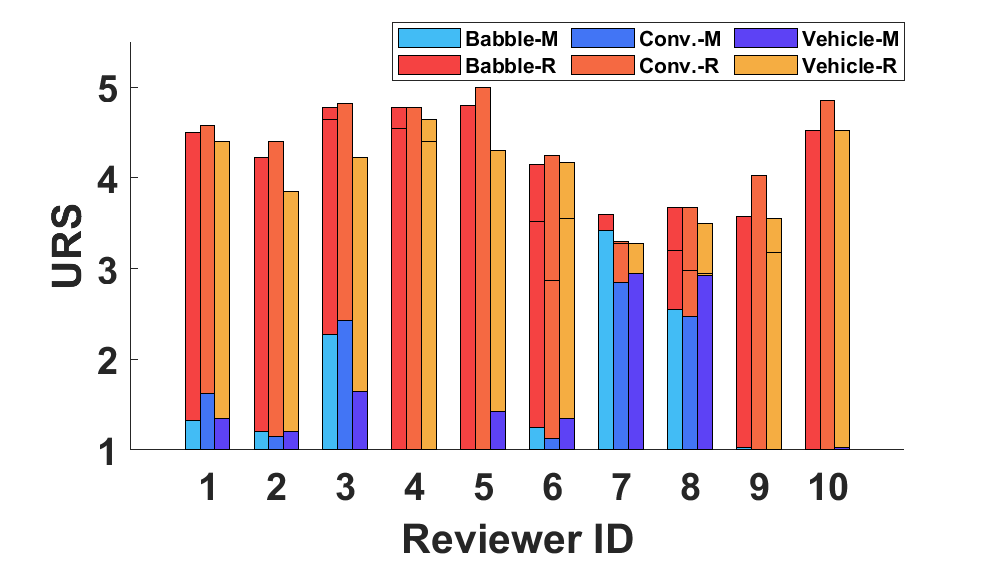 Babble-M Conv.-M Vehicle-M
Babble-R Conv.-R Vehicle-R
5
4
3
2
1
URS
1 2 3 4 5 6 7 8 9 10
Reviewer ID